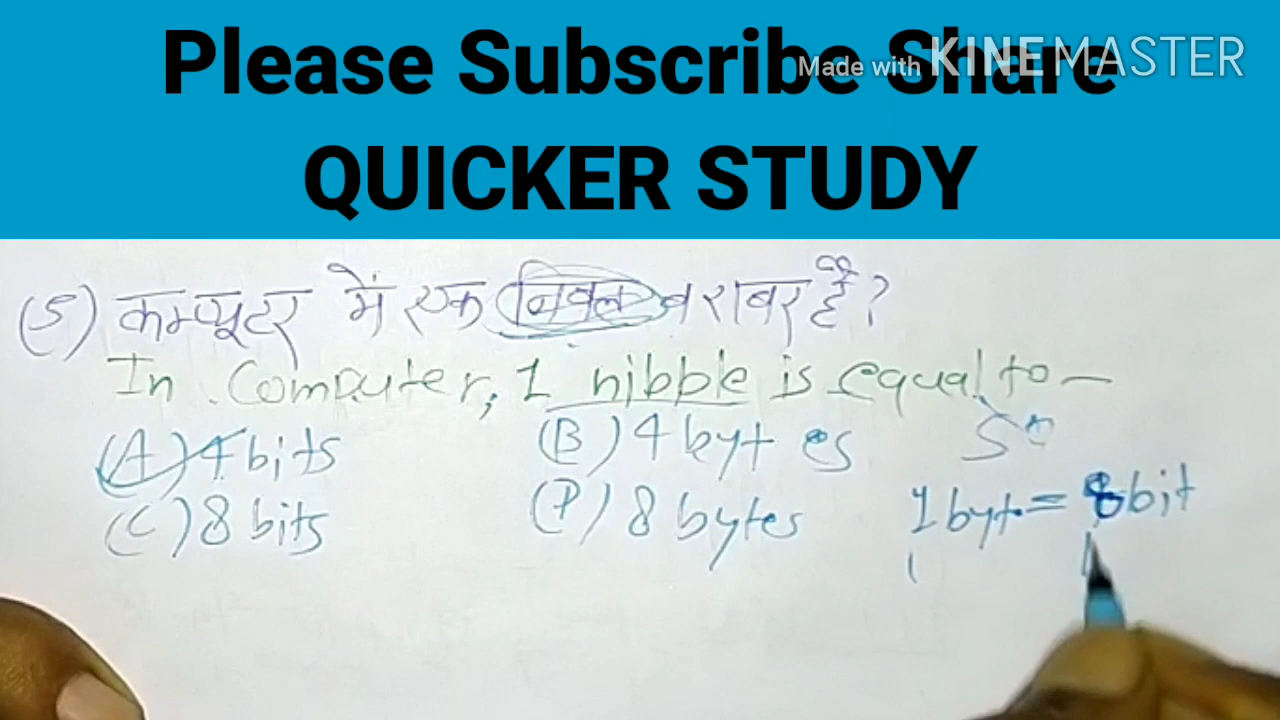 Please Subscribe Share
Made with KINEMASTER
QUICKER STUDY
(5) कम्प्यूटर में एक निबल बराबर है?
In Computer, 1 nibble is equal to —
(A) 4 bits (B) 4 bytes
(C) 8 bits (D) 8 bytes
1 byt = 8 bit